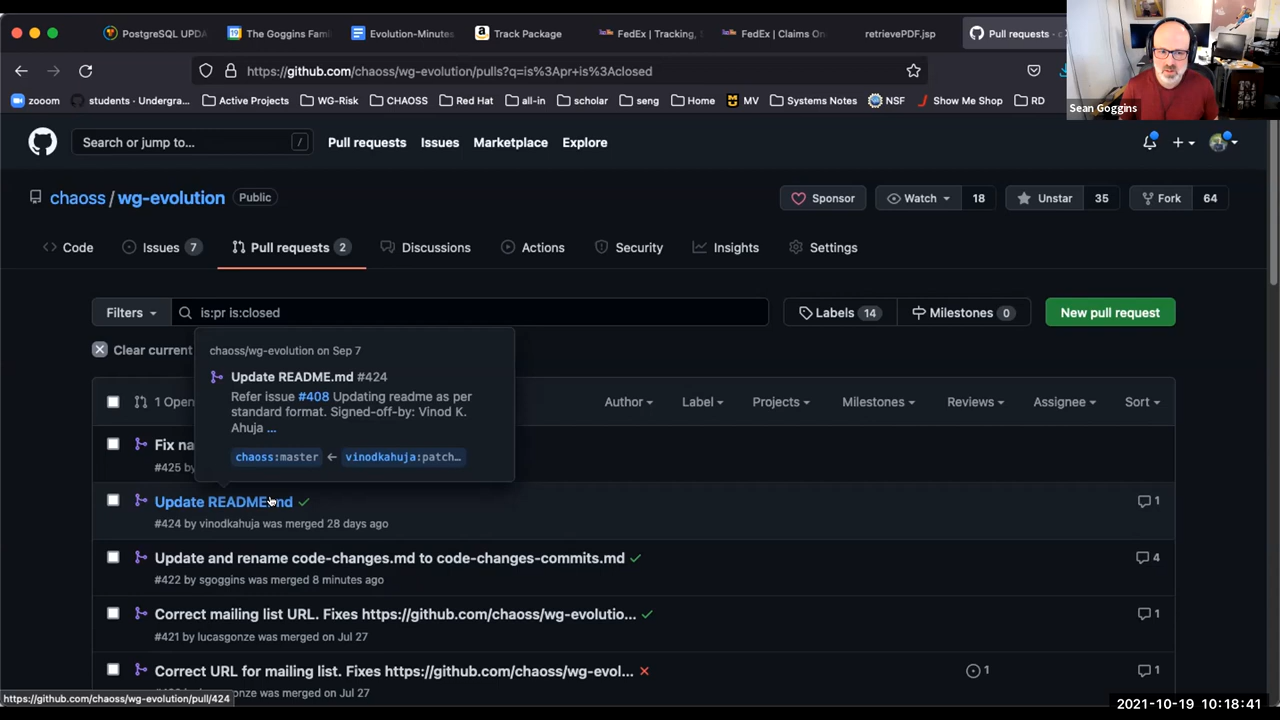 PostgreSQL UPDA
The Goggins Fam
Evolution-Minutes
Track Package
FedEx | Tracking,
FedEx | Claims On
retrievePDF.jsp
Pull requests · c
https://github.com/chaoss/wg-evolution/pulls?q=is%3Apr+is%3Aclosed
zooom
students - Undergra...
Active Projects
WG-Risk
CHAOSS
Red Hat
all-in
scholar
seng
Home
MV
Systems Notes
NSF
Show Me Shop
RD
Sean Goggins
Search or jump to...
/
Pull requests
Issues
Marketplace
Explore
chaoss / wg-evolution
Public
Sponsor
Watch
18
Unstar
35
Fork
64
Code
Issues 7
Pull requests 2
Discussions
Actions
Security
Insights
Settings
Filters
is:pr is:closed
Labels 14
Milestones 0
New pull request
Clear current
chaoss/wg-evolution on Sep 7
Update README.md #424
Refer issue #408 Updating readme as per
standard format. Signed-off-by: Vinod K.
Ahuja ...
chaoss:master ← vinodkahuja:patch...
1 Open
Author
Label
Projects
Milestones
Reviews
Assignee
Sort
Fix na
#425 by
Update README.md
1
#424 by vinodkahuja was merged 28 days ago
Update and rename code-changes.md to code-changes-commits.md
4
#422 by sgoggins was merged 8 minutes ago
Correct mailing list URL. Fixes https://github.com/chaoss/wg-evolutio...
1
#421 by lucasgonze was merged on Jul 27
Correct URL for mailing list. Fixes https://github.com/chaoss/wg-evol...
1
1
https://github.com/chaoss/wg-evolution/pull/424
onze was merged on Jul 27
2021-10-19 10:18:41